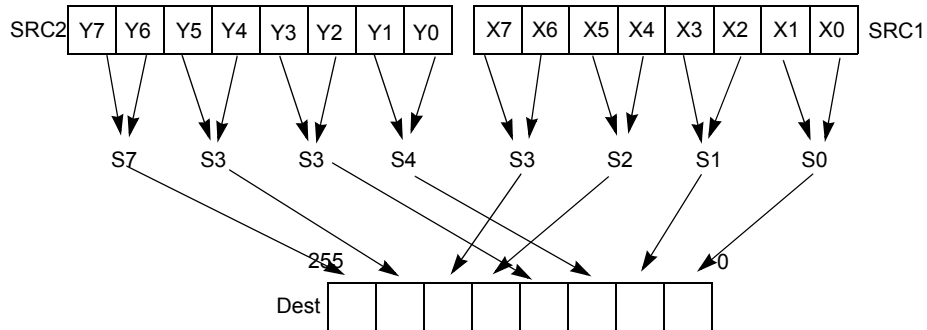 SRC2 Y7 Y6 Y5 Y4 Y3 Y2 Y1 Y0 X7 X6 X5 X4 X3 X2 X1 X0 SRC1
S7 S3 S3 S4 S3 S2 S1 S0
255 0
Dest